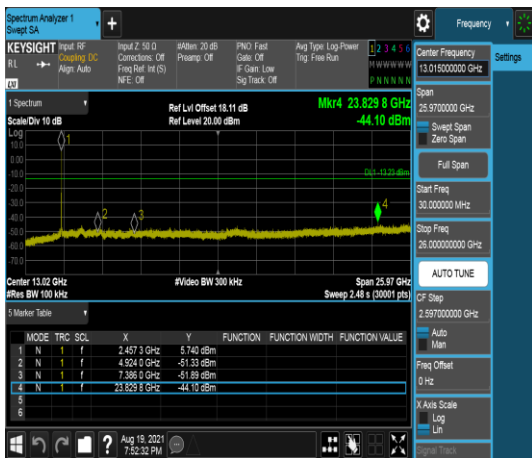 Spectrum Analyzer 1
Swept SA
+
Frequency
KEYSIGHT
RL
LXI
Input: RF
Coupling: DC
Align: Auto
Input Z: 50 Ω
Corrections: Off
Freq Ref: Int (S)
NFE: Off
#Atten: 20 dB
Preamp: Off
PNO: Fast
Gate: Off
IF Gain: Low
Sig Track: Off
Avg Type: Log-Power
Trig: Free Run
1 2 3 4 5 6
M W W W W W
P N N N N N
Center Frequency
13.015000000 GHz
Settings
Span
25.9700000 GHz
Swept Span
Zero Span
Full Span
Start Freq
30.000000 MHz
Stop Freq
26.000000000 GHz
AUTO TUNE
CF Step
2.597000000 GHz
Auto
Man
Freq Offset
0 Hz
X Axis Scale
Log
Lin
Signal Track
1 Spectrum
Scale/Div 10 dB
Ref Lvl Offset 18.11 dB
Ref Level 20.00 dBm
Mkr4 23.829 8 GHz
-44.10 dBm
Log
10.0
0.00
-10.0
-20.0
-30.0
-40.0
-50.0
-60.0
-70.0
1
2
3
4
DL1 -13.23 dBm
Center 13.02 GHz
#Res BW 100 kHz
#Video BW 300 kHz
Span 25.97 GHz
Sweep 2.48 s (30001 pts)
5 Marker Table
MODE TRC SCL X Y FUNCTION FUNCTION WIDTH FUNCTION VALUE
1 N 1 f 2.457 3 GHz 5.740 dBm
2 N 1 f 4.924 0 GHz -51.33 dBm
3 N 1 f 7.386 0 GHz -51.89 dBm
4 N 1 f 23.829 8 GHz -44.10 dBm
5
6
?
Aug 19, 2021
7:52:32 PM